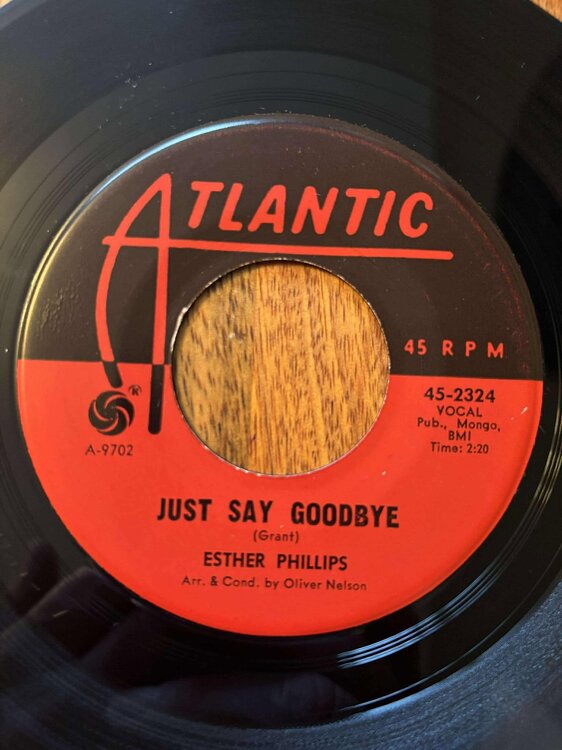 ATLANTIC
45 RPM
®
A-9702
45-2324
VOCAL
Pub., Mongo,
BMI
Time: 2:20
JUST SAY GOODBYE
(Grant)
ESTHER PHILLIPS
Arr. & Cond. by Oliver Nelson